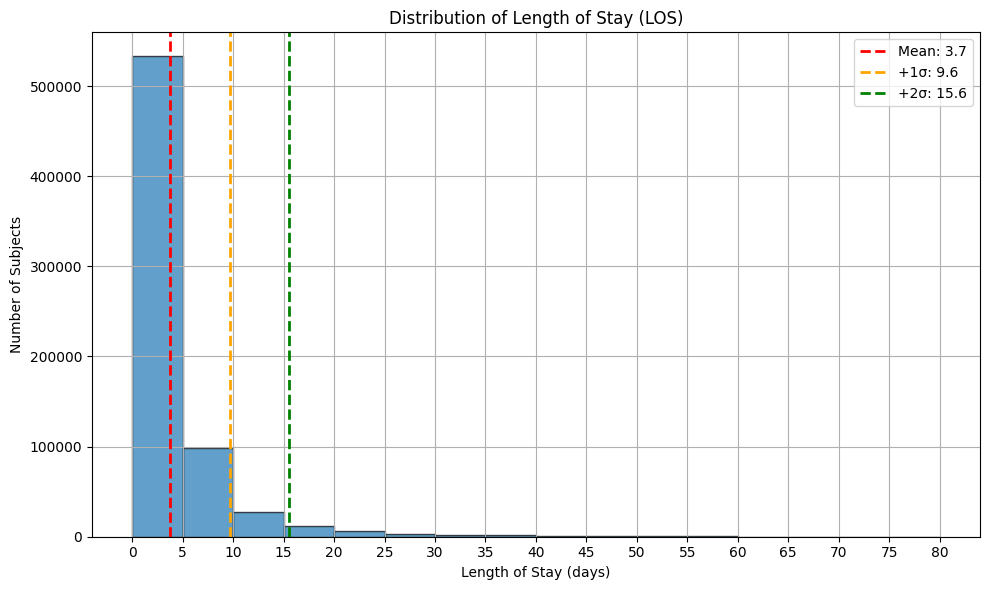 Distribution of Length of Stay (LOS)
Mean: 3.7
+1σ: 9.6
+2σ: 15.6
Number of Subjects
500000
400000
300000
200000
100000
0
0 5 10 15 20 25 30 35 40 45 50 55 60 65 70 75 80
Length of Stay (days)